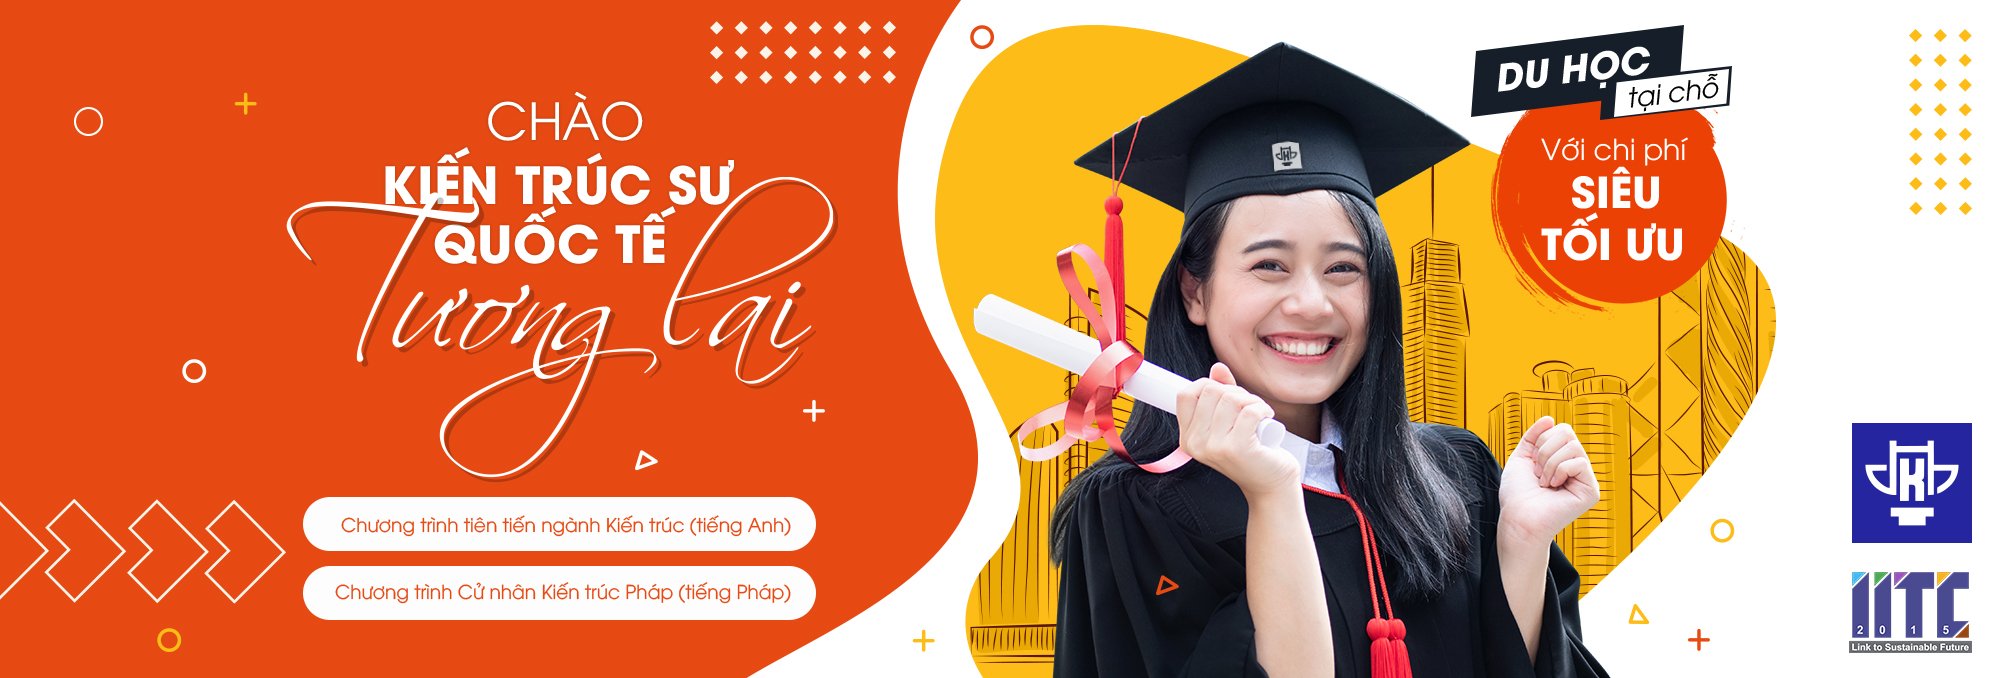 CHÀO
KIẾN TRÚC SƯ
QUỐC TẾ
Tương lai
Chương trình tiên tiến ngành Kiến trúc (tiếng Anh)
Chương trình Cử nhân Kiến trúc Pháp (tiếng Pháp)
DU HỌC
tại chỗ
Với chi phí
SIÊU
TỐI ƯU
IITC
2015
Link to Sustainable Future